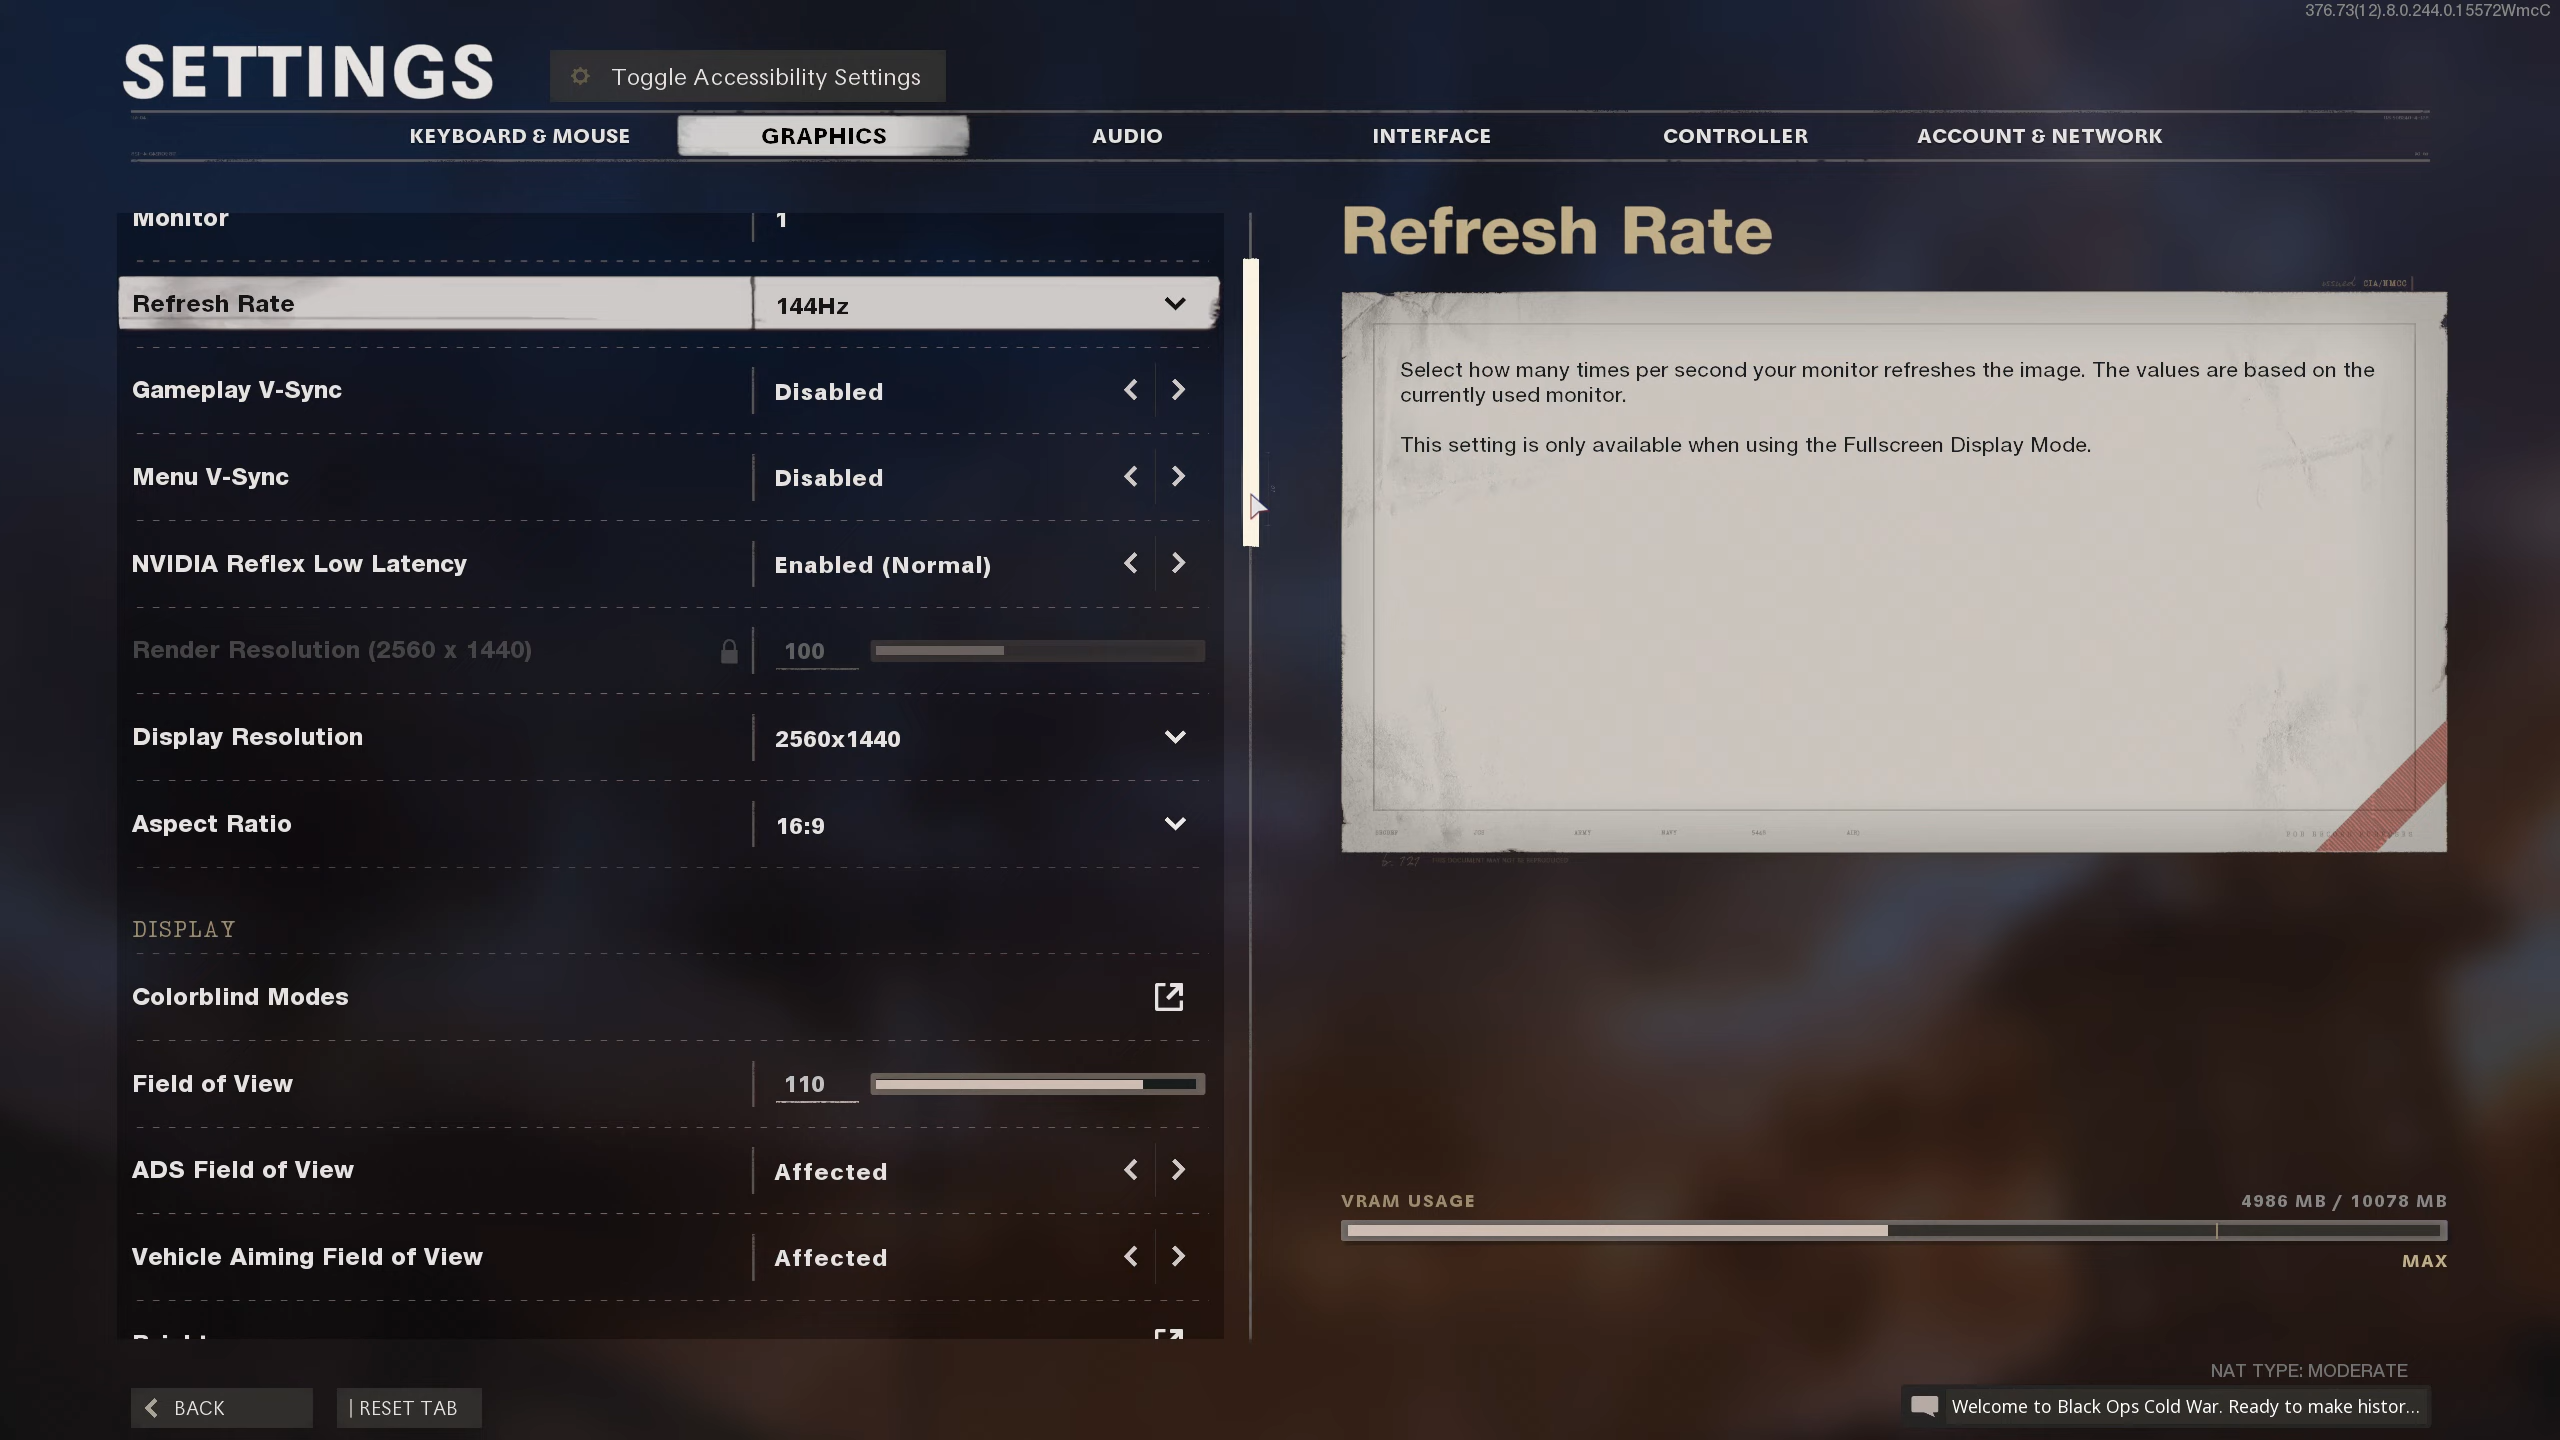 376.73(12).8.0.244.0.15572WmcC
SETTINGS
Toggle Accessibility Settings
KEYBOARD & MOUSE
GRAPHICS
AUDIO
INTERFACE
CONTROLLER
ACCOUNT & NETWORK
Monitor 1
Refresh Rate 144Hz
Gameplay V-Sync Disabled
Menu V-Sync Disabled
NVIDIA Reflex Low Latency Enabled (Normal)
Render Resolution (2560 x 1440) 100
Display Resolution 2560x1440
Aspect Ratio 16:9
DISPLAY
Colorblind Modes
Field of View 110
ADS Field of View Affected
Vehicle Aiming Field of View Affected
BACK
RESET TAB
Refresh Rate
CIA/NMCC
Select how many times per second your monitor refreshes the image. The values are based on the
currently used monitor.
This setting is only available when using the Fullscreen Display Mode.
ARMY NAVY
VRAM USAGE
4986 MB / 10078 MB
MAX
NAT TYPE: MODERATE
Welcome to Black Ops Cold War. Ready to make histor...